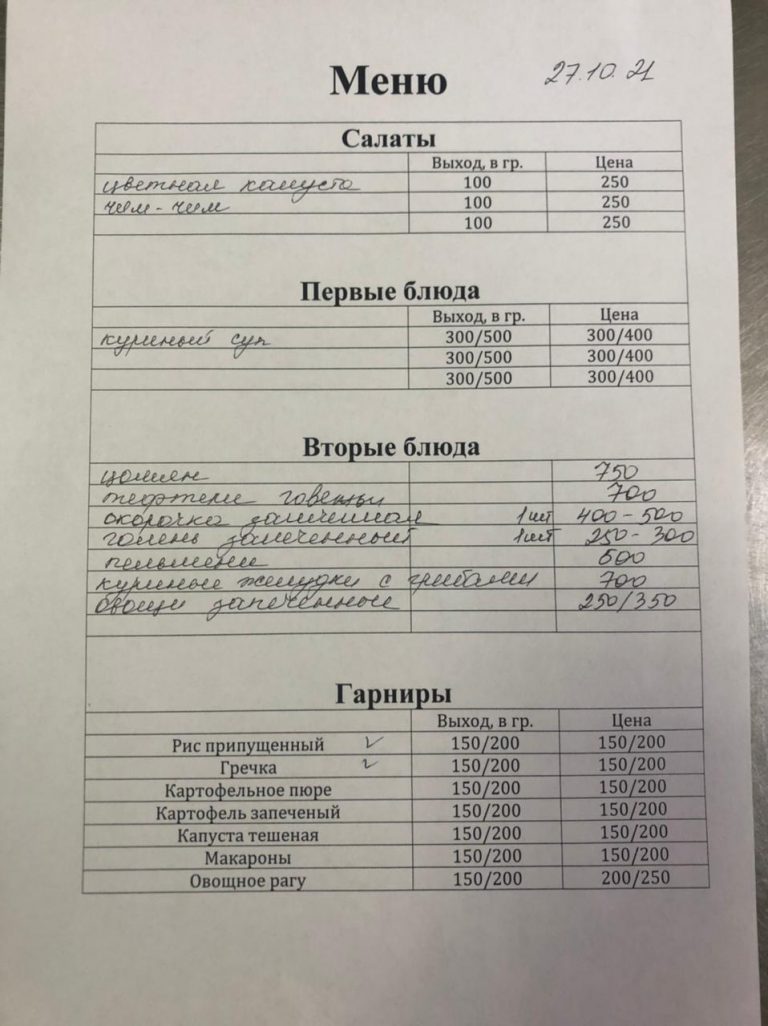 Меню 27.10.21
Салаты
Выход, в гр. Цена
цветная капуста 100 250
чим-чим 100 250
100 250
Первые блюда
Выход, в гр. Цена
куриный суп 300/500 300/400
300/500 300/400
300/500 300/400
Вторые блюда
цомян 750
тефтели говяжьи 700
окорочка запеченная 1шт 400-500
голень запеченный 1шт 250-300
пельмени 600
куриные желудки с грибами 700
овощи запеченные 250/350
Гарниры
Выход, в гр. Цена
Рис припущенный ✓ 150/200 150/200
Гречка ✓ 150/200 150/200
Картофельное пюре 150/200 150/200
Картофель запеченый 150/200 150/200
Капуста тешеная 150/200 150/200
Макароны 150/200 150/200
Овощное рагу 150/200 200/250